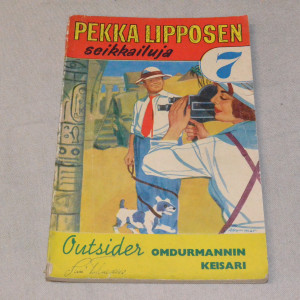 PEKKA LIPPOSEN
seikkailuja
7
Outsider OMDURMANNIN
KEISARI